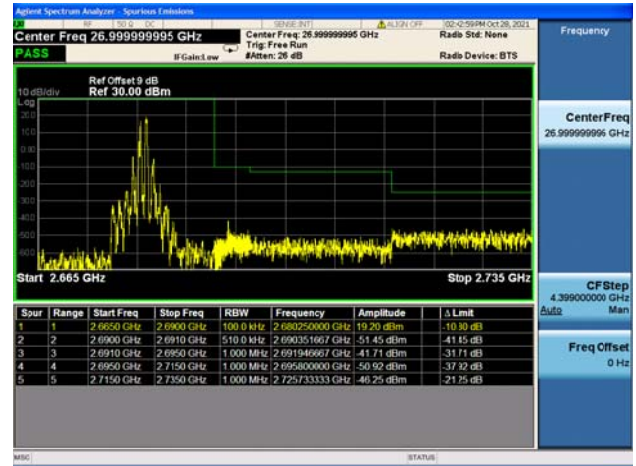 Agilent Spectrum Analyzer - Spurious Emissions
RF 50 Ω DC SENSE:INT ALIGN OFF 02:42:59 PM Oct 28, 2021
Center Freq 26.999999995 GHz Center Freq: 26.999999995 GHz Radio Std: None Frequency
Trig: Free Run
PASS IFGain:Low #Atten: 26 dB Radio Device: BTS
Ref Offset 9 dB
10 dB/div Ref 30.00 dBm
Log
20.0
10.0
0.00
-10.0
-20.0
-30.0
-40.0
-50.0
-60.0
Start 2.665 GHz Stop 2.735 GHz
Center Freq
26.999999995 GHz
CF Step
4.399000000 GHz
Auto Man
Freq Offset
0 Hz
Spur Range Start Freq Stop Freq RBW Frequency Amplitude Δ Limit
1 1 2.6650 GHz 2.6900 GHz 100.0 kHz 2.680250000 GHz 19.20 dBm -10.80 dB
2 2 2.6900 GHz 2.6910 GHz 510.0 kHz 2.690351667 GHz -51.45 dBm -41.45 dB
3 3 2.6910 GHz 2.6950 GHz 1.000 MHz 2.691946667 GHz -41.71 dBm -31.71 dB
4 4 2.6950 GHz 2.7150 GHz 1.000 MHz 2.695800000 GHz -50.92 dBm -37.92 dB
5 5 2.7150 GHz 2.7350 GHz 1.000 MHz 2.725733333 GHz -46.25 dBm -21.25 dB
MSG STATUS